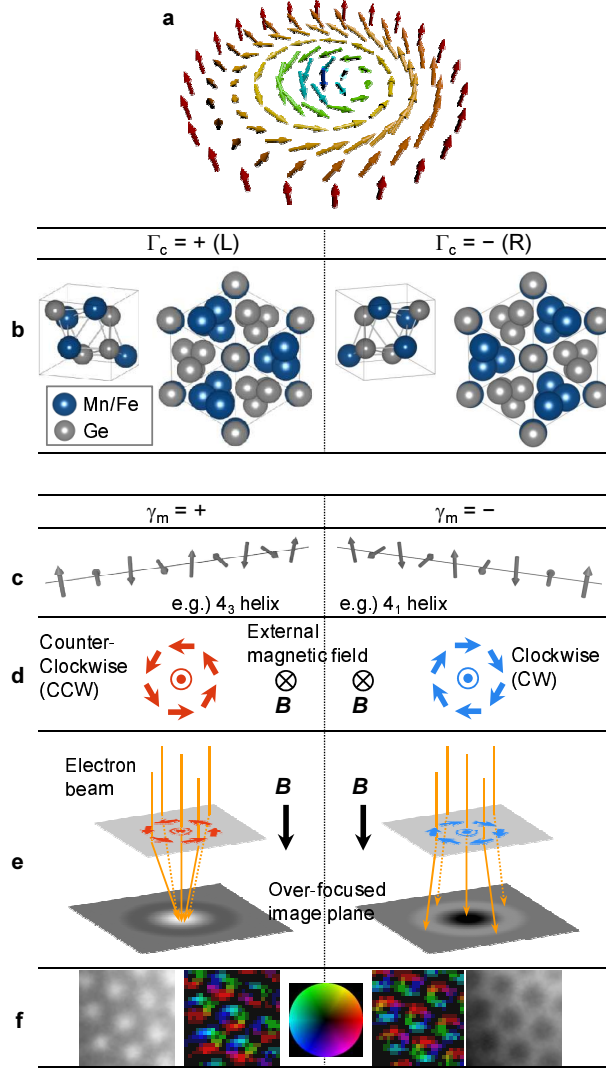 a
Γc = + (L)
Γc = − (R)
b
Mn/Fe
Ge
γm = +
γm = −
c
e.g.) 43 helix
e.g.) 41 helix
d
Counter-
Clockwise
(CCW)
External
magnetic field
B
B
Clockwise
(CW)
e
Electron
beam
B
B
Over-focused
image plane
f